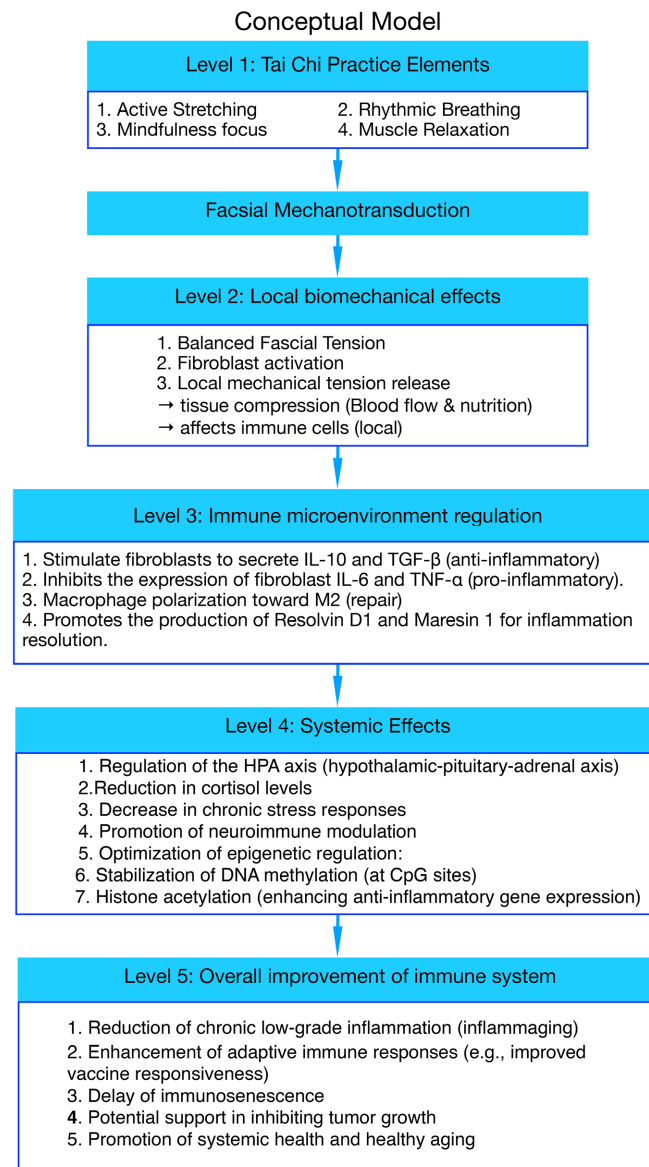 Conceptual Model
Level 1: Tai Chi Practice Elements
1. Active Stretching 2. Rhythmic Breathing
3. Mindfulness focus 4. Muscle Relaxation
Facsial Mechanotransduction
Level 2: Local biomechanical effects
1. Balanced Fascial Tension
2. Fibroblast activation
3. Local mechanical tension release
→ tissue compression (Blood flow & nutrition)
→ affects immune cells (local)
Level 3: Immune microenvironment regulation
1. Stimulate fibroblasts to secrete IL-10 and TGF-β (anti-inflammatory)
2. Inhibits the expression of fibroblast IL-6 and TNF-α (pro-inflammatory).
3. Macrophage polarization toward M2 (repair)
4. Promotes the production of Resolvin D1 and Maresin 1 for inflammation
resolution.
Level 4: Systemic Effects
1. Regulation of the HPA axis (hypothalamic-pituitary-adrenal axis)
2.Reduction in cortisol levels
3. Decrease in chronic stress responses
4. Promotion of neuroimmune modulation
5. Optimization of epigenetic regulation:
6. Stabilization of DNA methylation (at CpG sites)
7. Histone acetylation (enhancing anti-inflammatory gene expression)
Level 5: Overall improvement of immune system
1. Reduction of chronic low-grade inflammation (inflammaging)
2. Enhancement of adaptive immune responses (e.g., improved
vaccine responsiveness)
3. Delay of immunosenescence
4. Potential support in inhibiting tumor growth
5. Promotion of systemic health and healthy aging